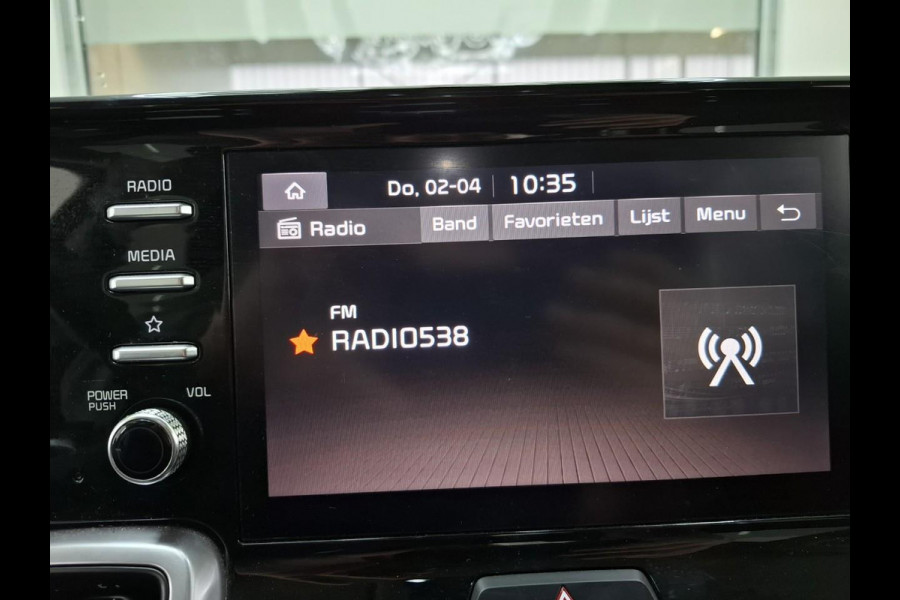 RADIO
MEDIA
POWER
PUSH
VOL
Do, 02-04 10:35
Radio Band Favorieten Lijst Menu
FM
RADIO538